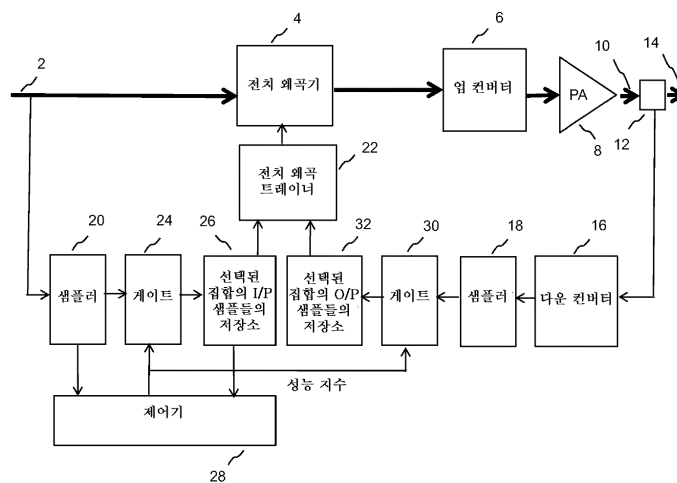 4
6
10
14
2
전치 왜곡기
업 컨버터
PA
8
12
22
전치 왜곡
트레이너
20
24
26
32
30
18
16
샘플러
게이트
선택된
집합의 I/P
샘플들의
저장소
선택된
집합의 O/P
샘플들의
저장소
게이트
샘플러
다운 컨버터
성능 지수
제어기
28